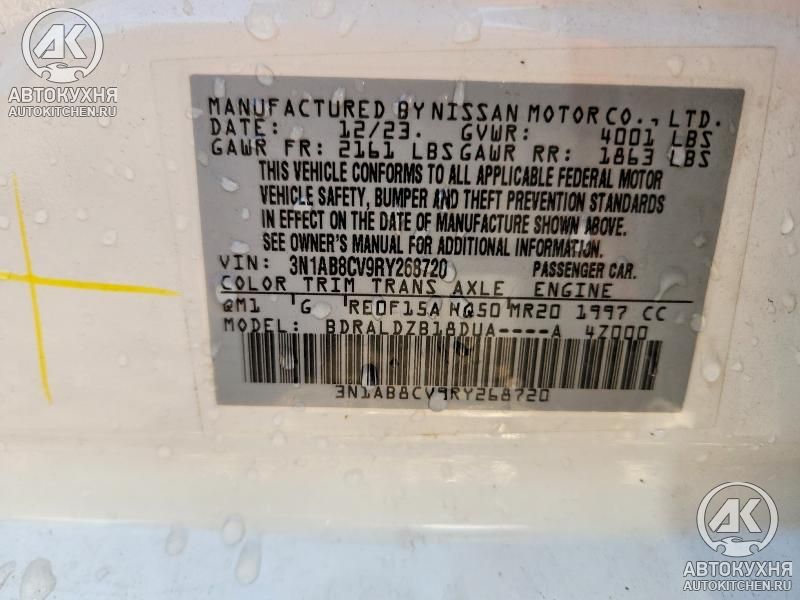 АК
АВТОКУХНЯ
AUTOKITCHEN.RU
MANUFACTURED BY NISSAN MOTOR CO., LTD.
DATE: 12/23. GVWR: 4001 LBS
GAWR FR: 2161 LBS GAWR RR: 1863 LBS
THIS VEHICLE CONFORMS TO ALL APPLICABLE FEDERAL MOTOR
VEHICLE SAFETY, BUMPER AND THEFT PREVENTION STANDARDS
IN EFFECT ON THE DATE OF MANUFACTURE SHOWN ABOVE.
SEE OWNER'S MANUAL FOR ADDITIONAL INFORMATION.
VIN: 3N1AB8CV9RY268720 PASSENGER CAR.
COLOR TRIM TRANS AXLE ENGINE
QM1 G RE0F15A HQ50 MR20 1997 CC
MODEL BDRALDZB18DUA----A 4Z000
3N1AB8CV9RY268720
АК
АВТОКУХНЯ
AUTOKITCHEN.RU